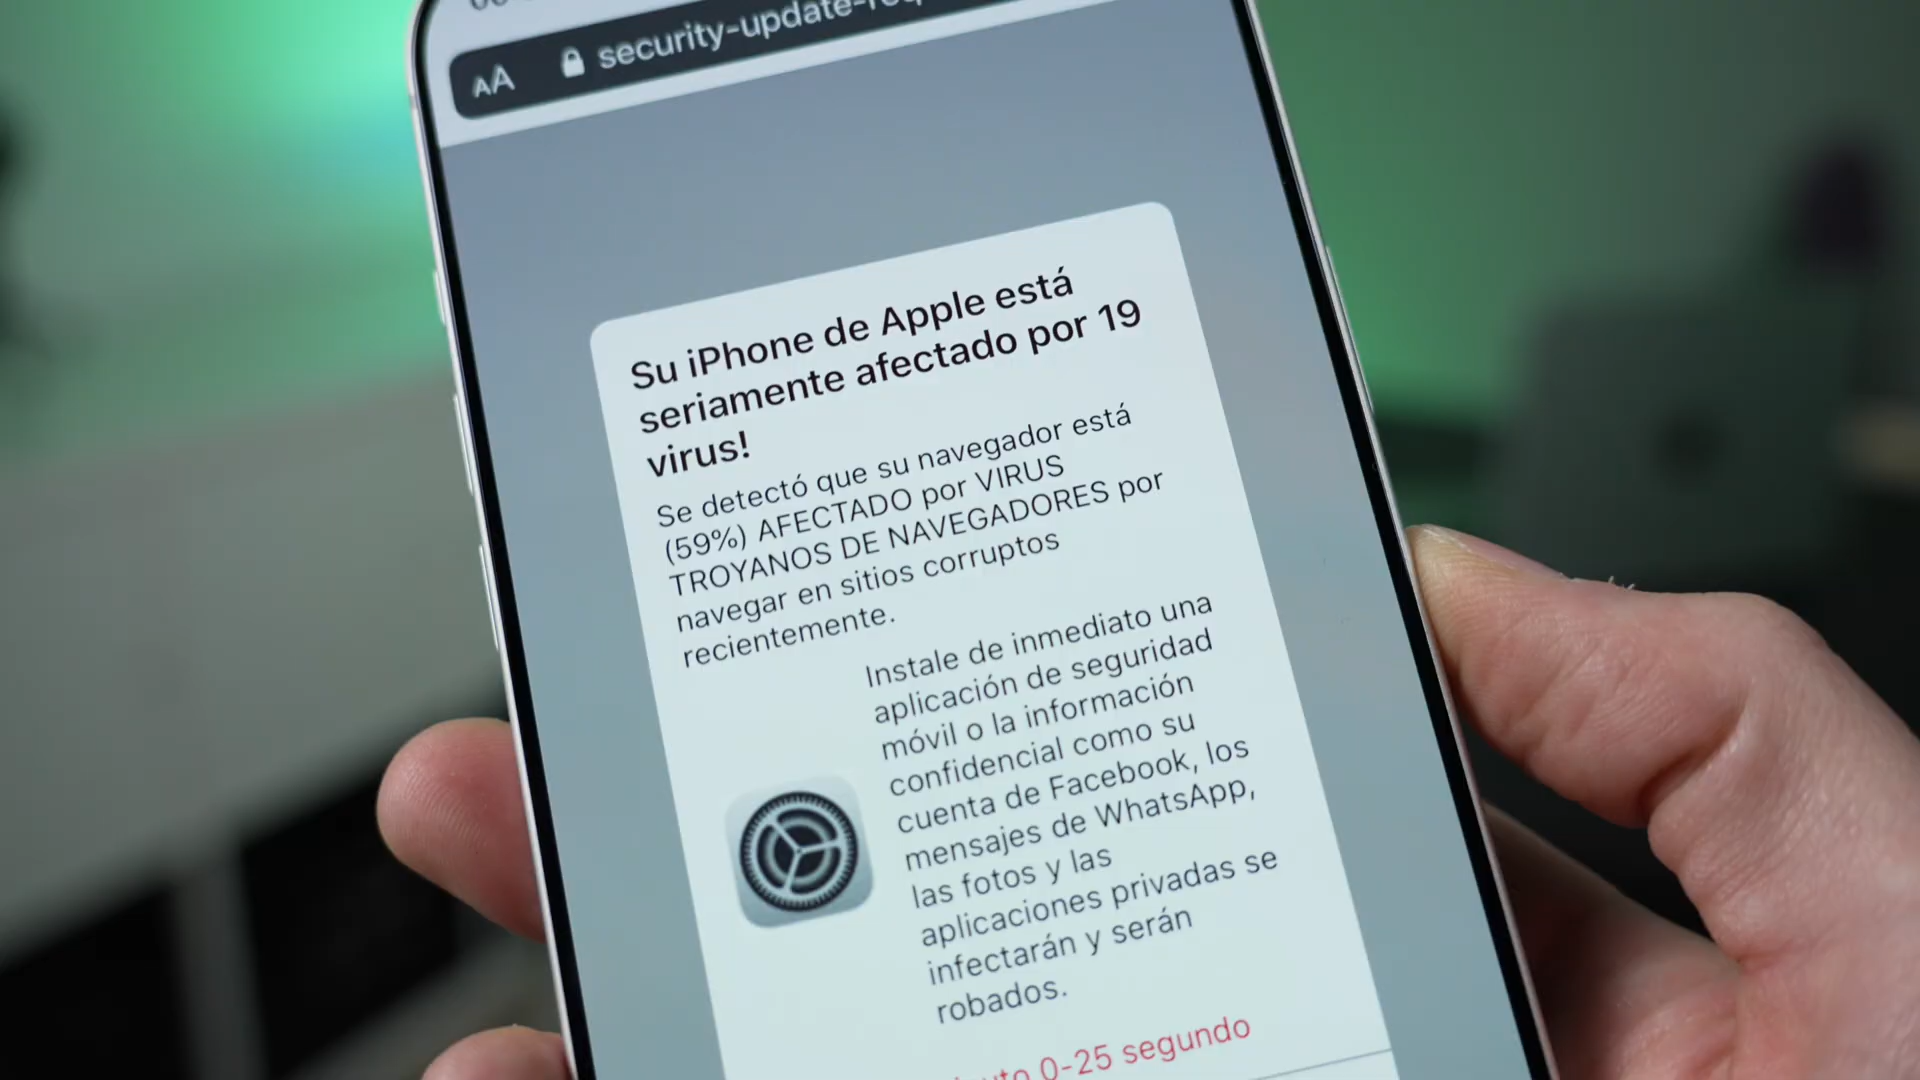 AA security-update-req
Su iPhone de Apple está
seriamente afectado por 19
virus!
Se detectó que su navegador está
(59%) AFECTADO por VIRUS
TROYANOS DE NAVEGADORES por
navegar en sitios corruptos
recientemente.
Instale de inmediato una
aplicación de seguridad
móvil o la información
confidencial como su
cuenta de Facebook, los
mensajes de WhatsApp,
las fotos y las
aplicaciones privadas se
infectarán y serán
robados.
0-25 segundo